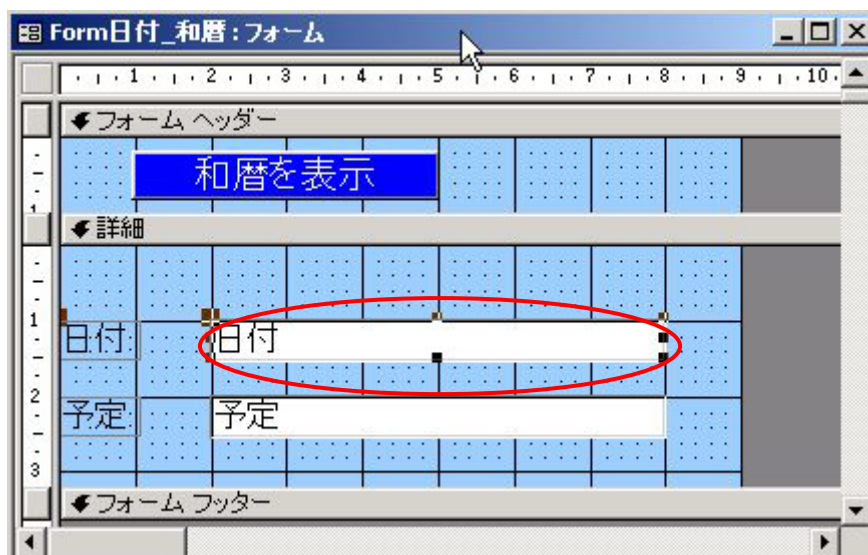 Form日付_和暦 : フォーム
1 2 3 4 5 6 7 8 9 10
フォーム ヘッダー
和暦を表示
1
詳細
1
日付: 日付
2
予定: 予定
3
フォーム フッター